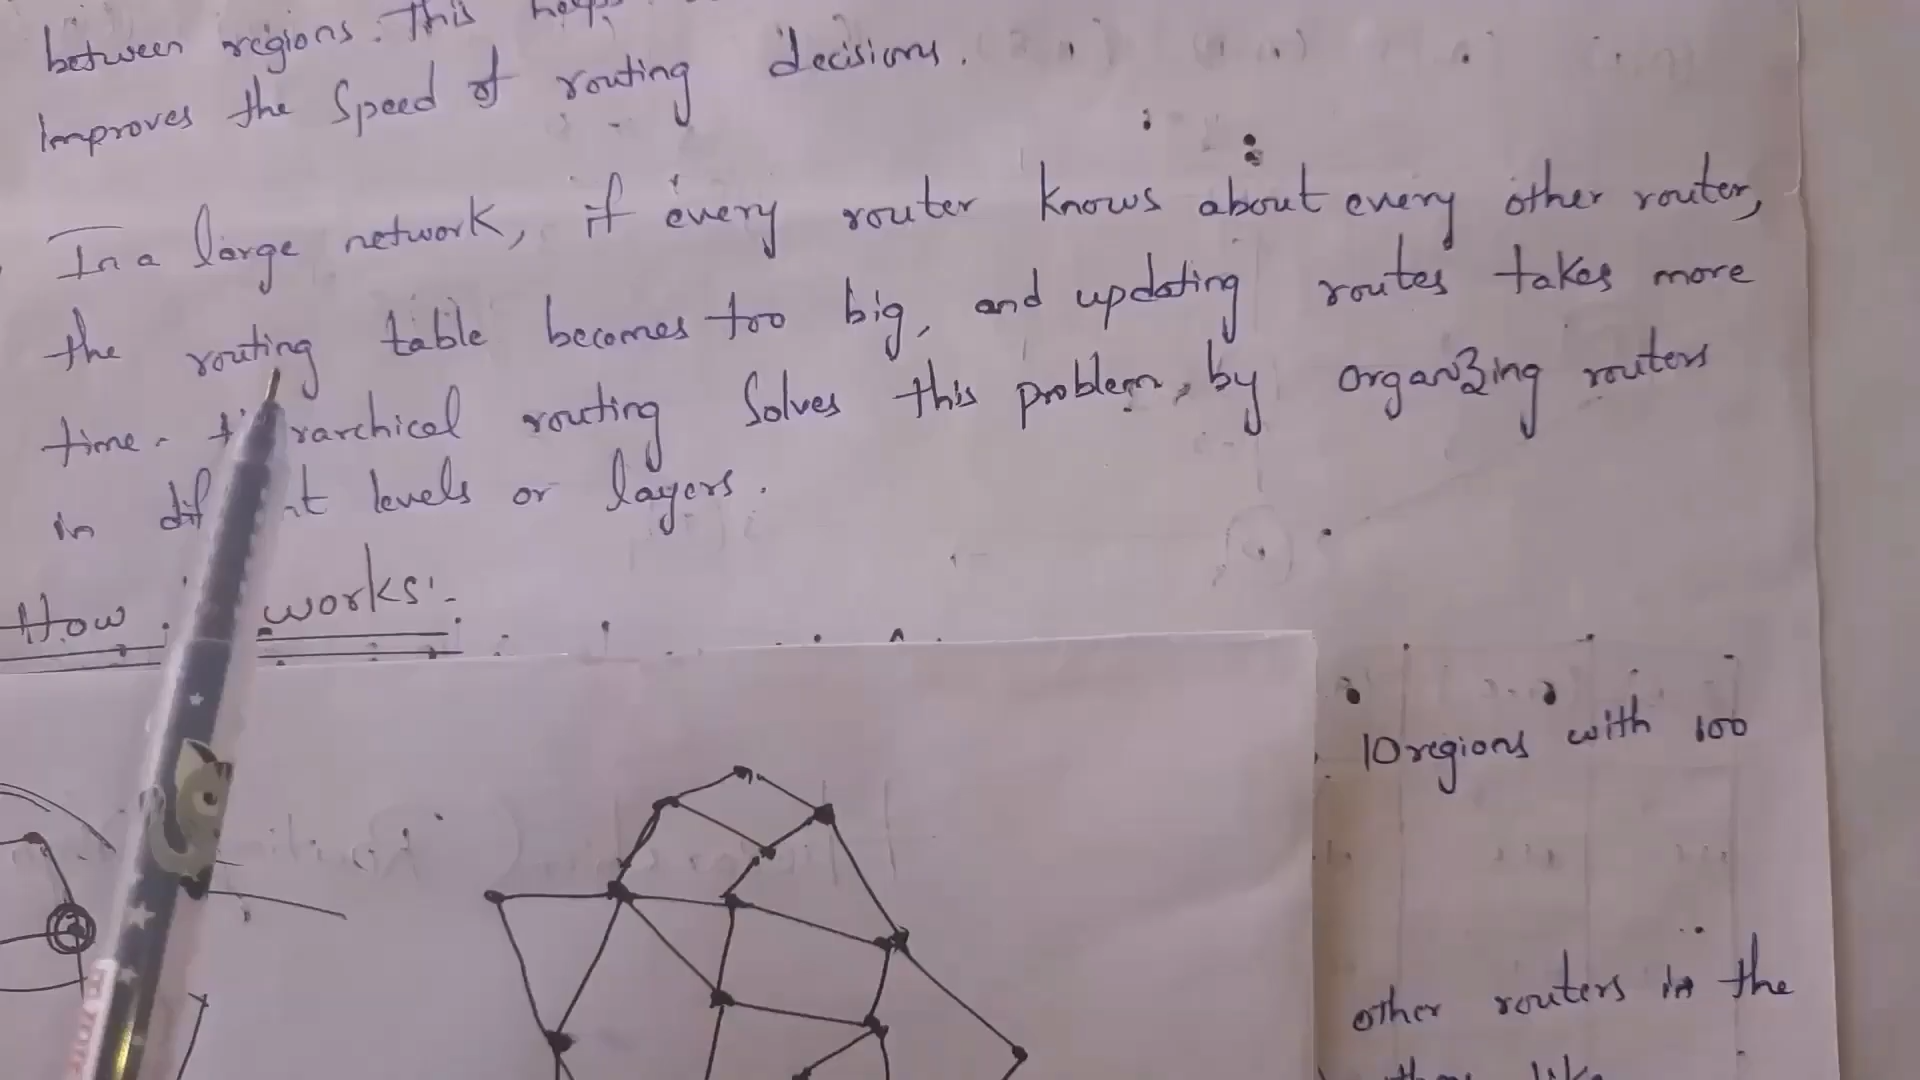 between regions. This
Improves the Speed of routing decisions.
In a large network, if every router knows about every other router,
the routing table becomes too big, and updating routes takes more
time. rarchical routing Solves this problem, by organizing routers
in levels or layers.
How works:-
10 regions with 100
other routers in the